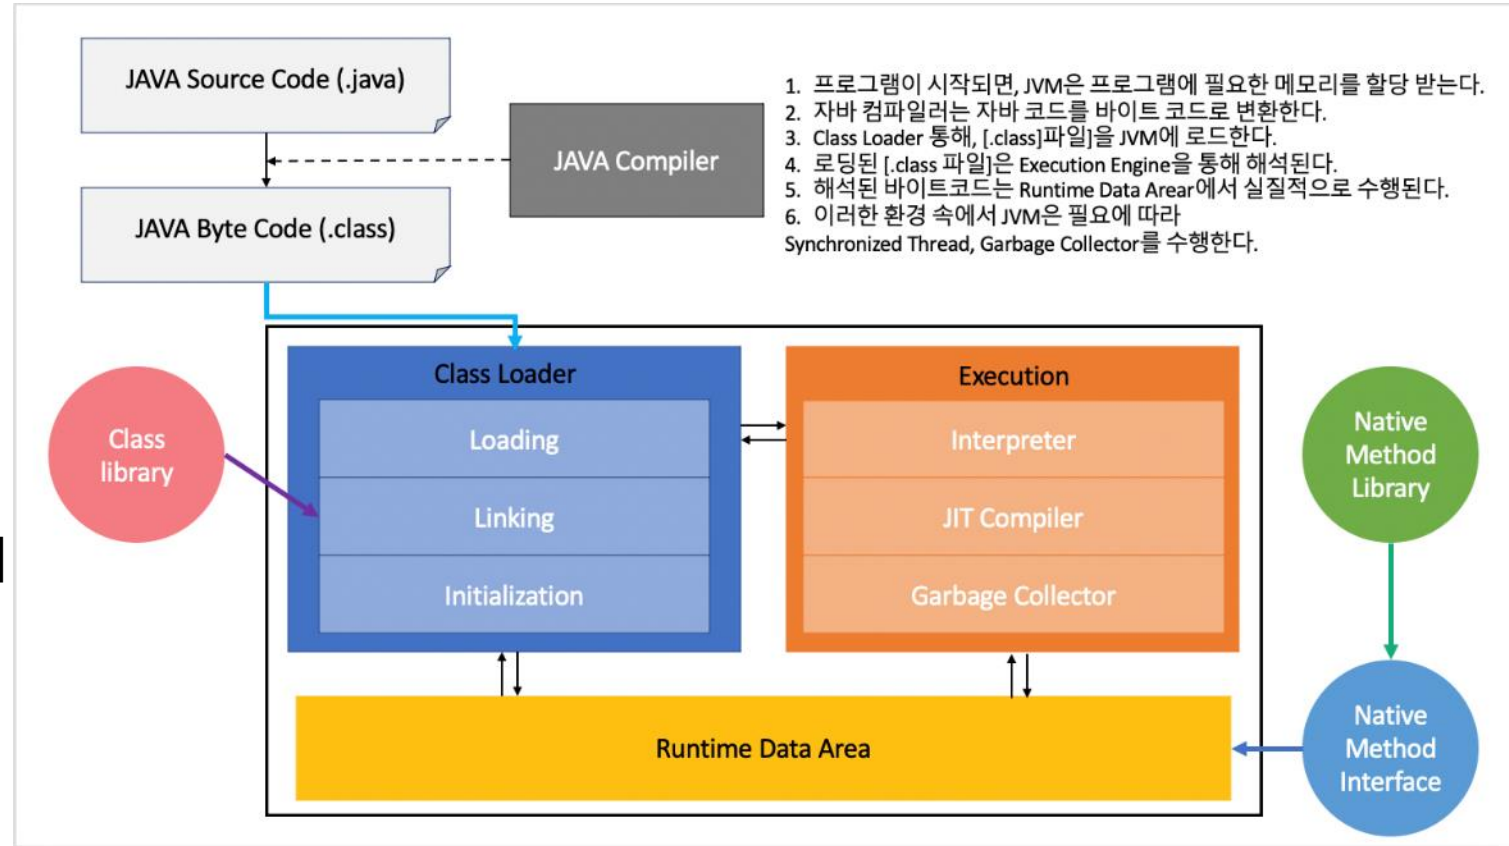 JAVA Source Code (.java)
JAVA Compiler
JAVA Byte Code (.class)
1. 프로그램이 시작되면, JVM은 프로그램에 필요한 메모리를 할당 받는다.
2. 자바 컴파일러는 자바 코드를 바이트 코드로 변환한다.
3. Class Loader 통해, [.class]파일]을 JVM에 로드한다.
4. 로딩된 [.class 파일]은 Execution Engine을 통해 해석된다.
5. 해석된 바이트코드는 Runtime Data Arear에서 실질적으로 수행된다.
6. 이러한 환경 속에서 JVM은 필요에 따라
Synchronized Thread, Garbage Collector를 수행한다.
Class
library
Class Loader
Loading
Linking
Initialization
Execution
Interpreter
JIT Compiler
Garbage Collector
Native
Method
Library
Runtime Data Area
Native
Method
Interface